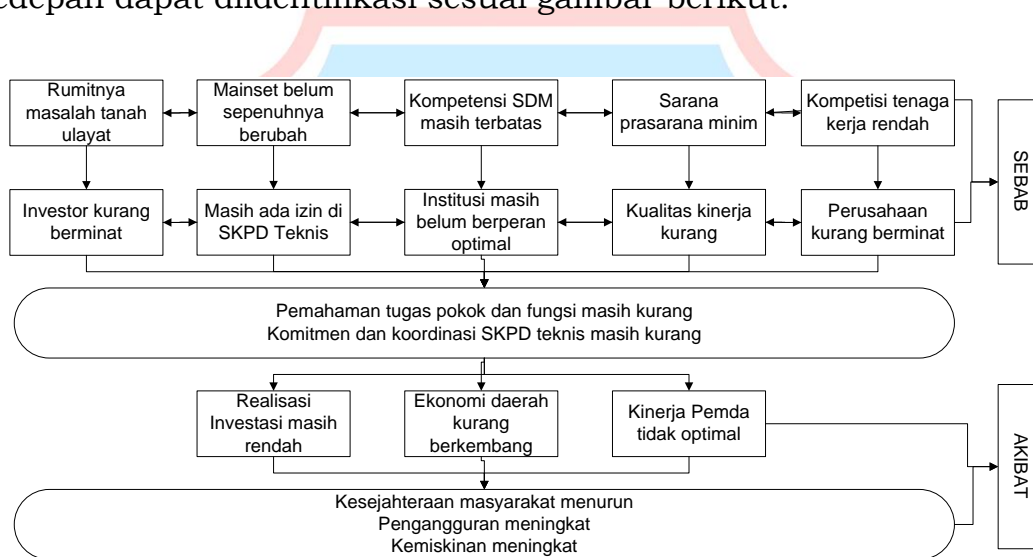 edepan dapat diidentifikasi sesuai gambar berikut:
Rumitnya
masalah tanah
ulayat
Mainset belum
sepenuhnya
berubah
Kompetensi SDM
masih terbatas
Sarana
prasarana minim
Kompetisi tenaga
kerja rendah
SEBAB
Investor kurang
berminat
Masih ada izin di
SKPD Teknis
Institusi masih
belum berperan
optimal
Kualitas kinerja
kurang
Perusahaan
kurang berminat
Pemahaman tugas pokok dan fungsi masih kurang
Komitmen dan koordinasi SKPD teknis masih kurang
Realisasi
Investasi masih
rendah
Ekonomi daerah
kurang
berkembang
Kinerja Pemda
tidak optimal
AKIBAT
Kesejahteraan masyarakat menurun
Pengangguran meningkat
Kemiskinan meningkat